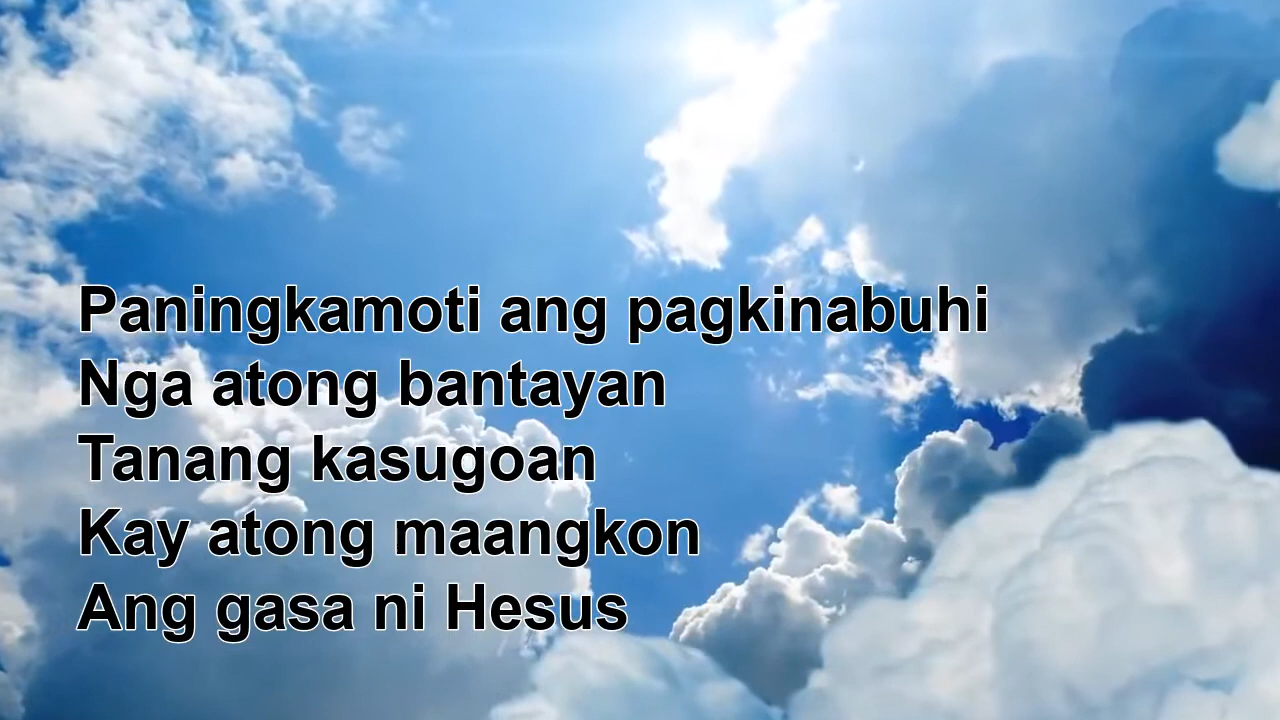 Paningkamoti ang pagkinabuhi
Nga atong bantayan
Tanang kasugoan
Kay atong maangkon
Ang gasa ni Hesus